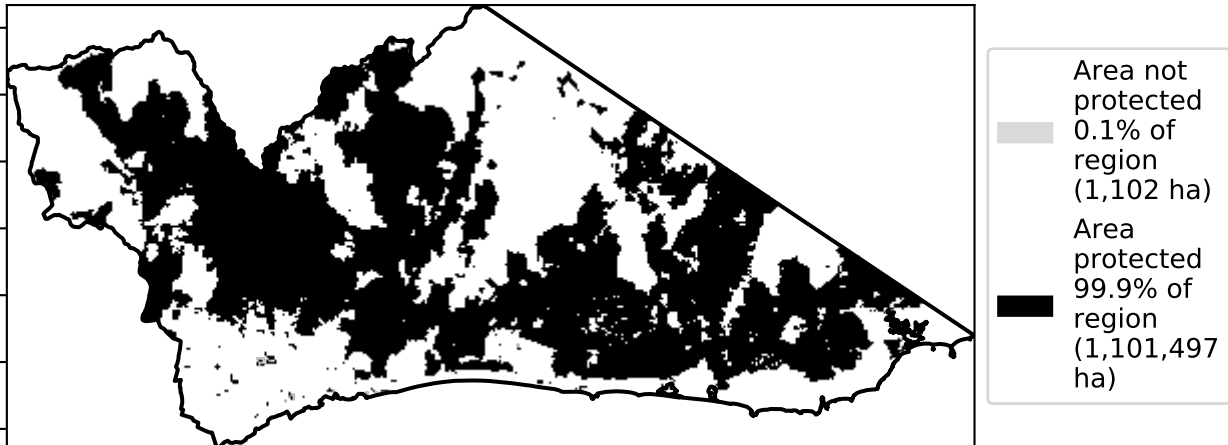 Area not
protected
0.1% of
region
(1,102 ha)
Area
protected
99.9% of
region
(1,101,497
ha)